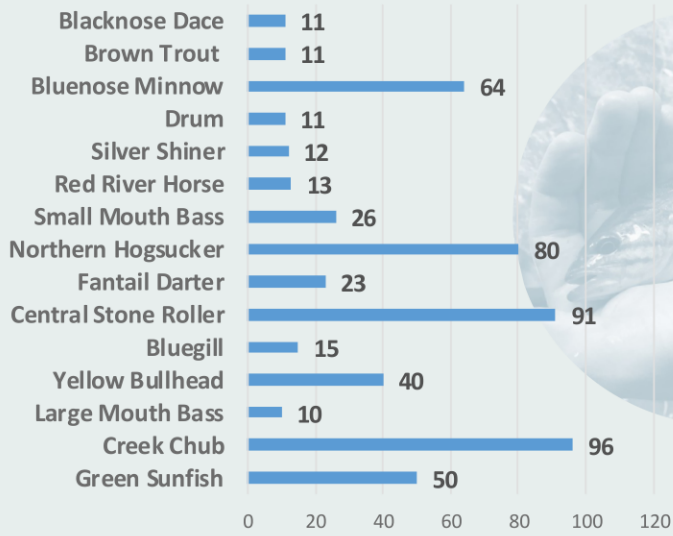 Blacknose Dace 11
Brown Trout 11
Bluenose Minnow 64
Drum 11
Silver Shiner 12
Red River Horse 13
Small Mouth Bass 26
Northern Hogsucker 80
Fantail Darter 23
Central Stone Roller 91
Bluegill 15
Yellow Bullhead 40
Large Mouth Bass 10
Creek Chub 96
Green Sunfish 50
0 20 40 60 80 100 120